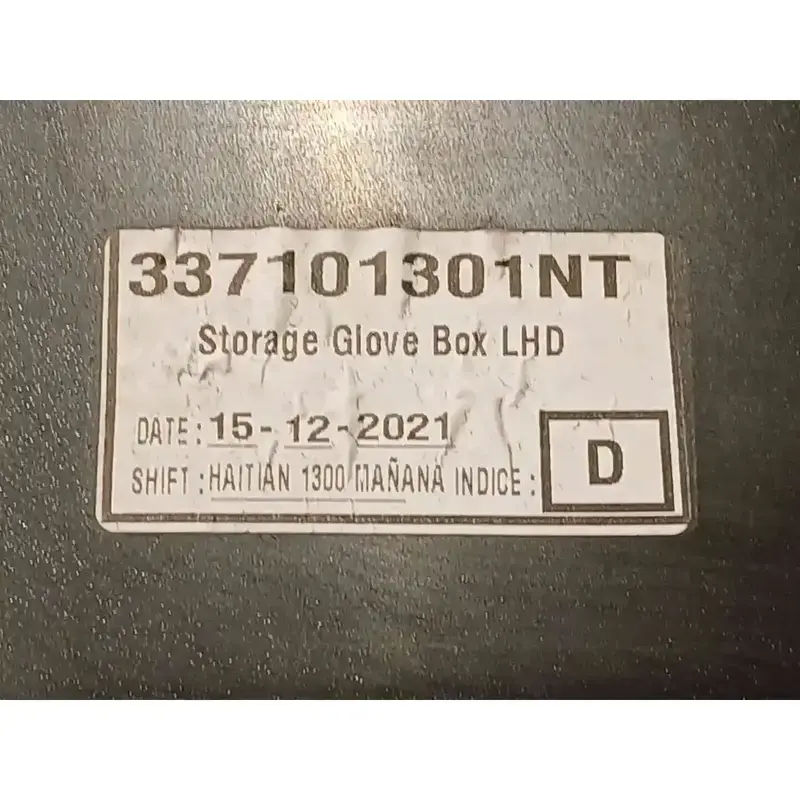 337101301NT
Storage Glove Box LHD
DATE: 15-12-2021
SHIFT: HAITIAN 1300 MAÑANA INDICE: D